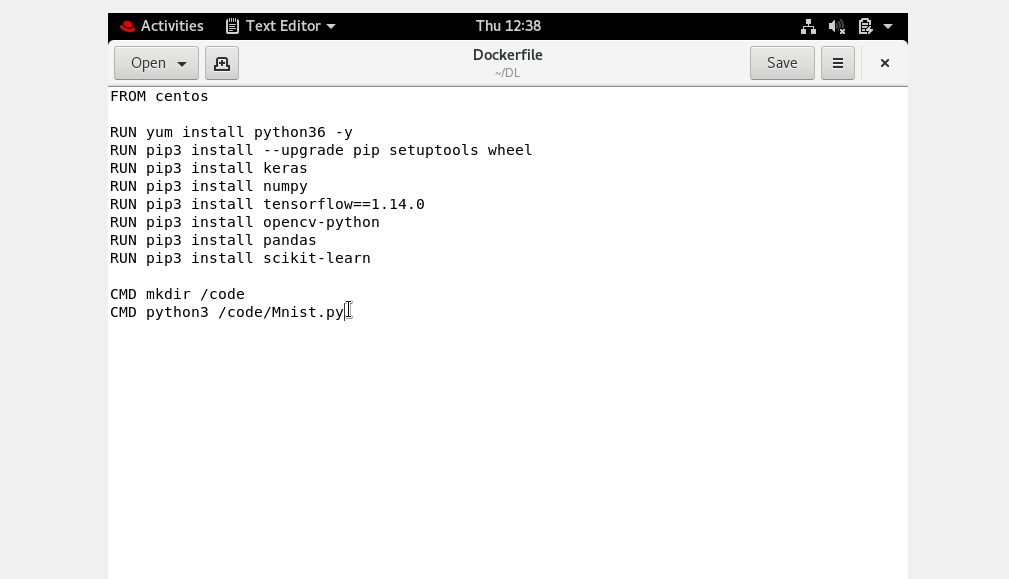 Activities Text Editor Thu 12:38
Open Dockerfile Save
~/DL
FROM centos
RUN yum install python36 -y
RUN pip3 install --upgrade pip setuptools wheel
RUN pip3 install keras
RUN pip3 install numpy
RUN pip3 install tensorflow==1.14.0
RUN pip3 install opencv-python
RUN pip3 install pandas
RUN pip3 install scikit-learn
CMD mkdir /code
CMD python3 /code/Mnist.py